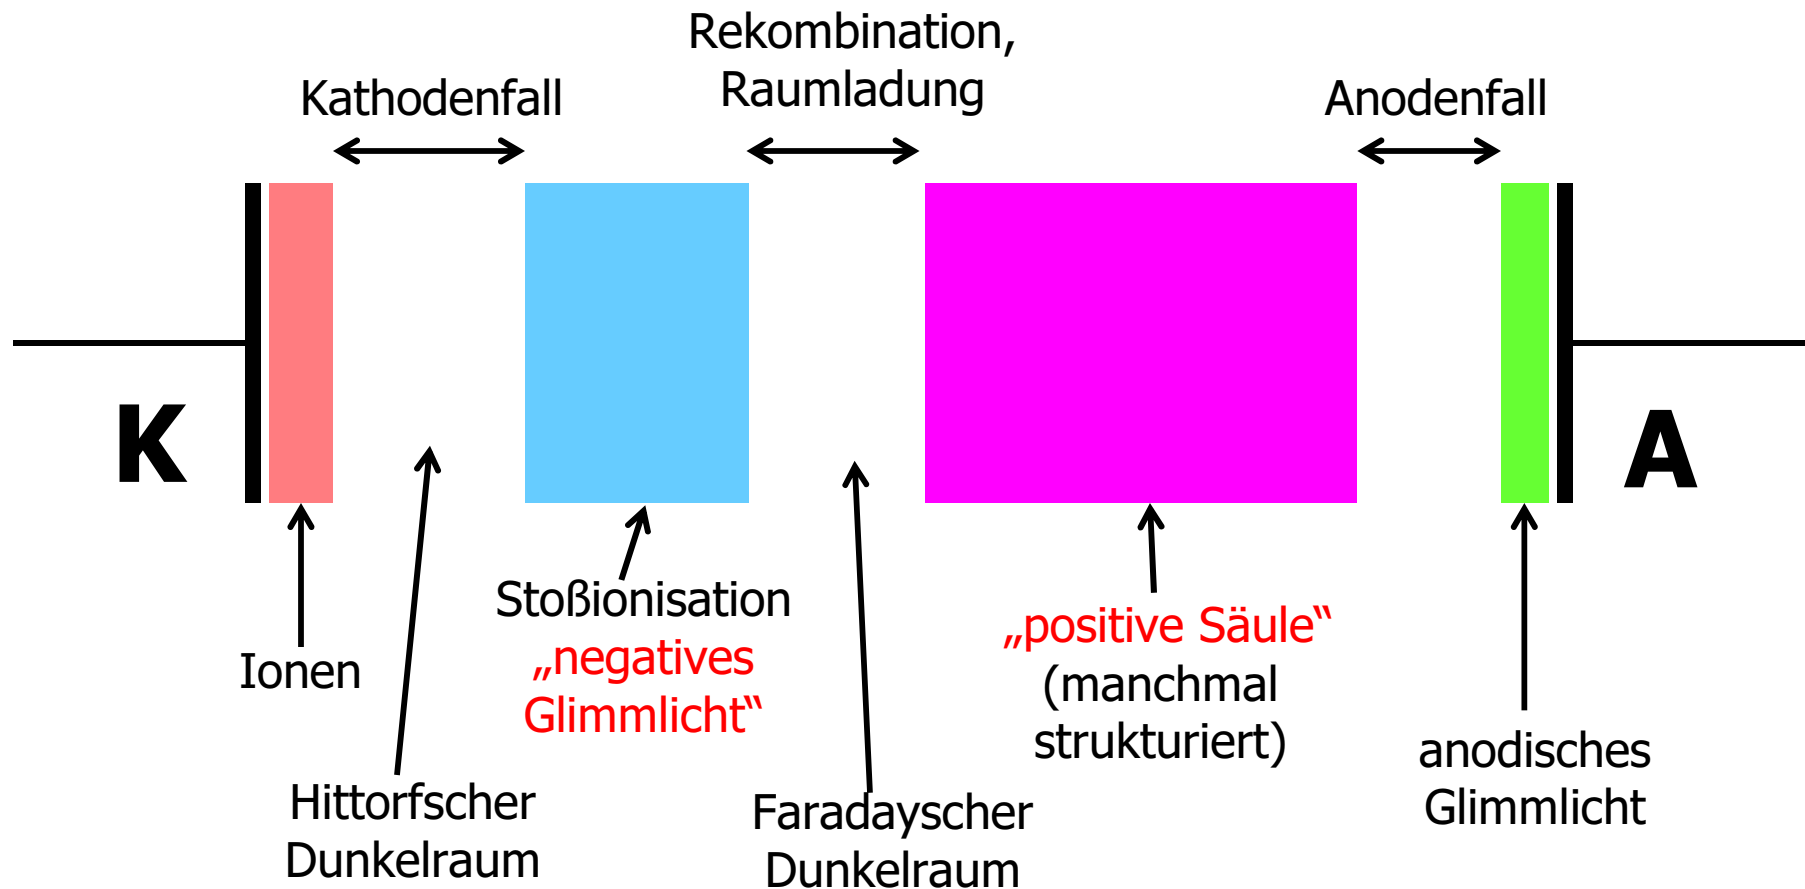 Rekombination,
Raumladung
Kathodenfall
Anodenfall
K
A
Ionen
Stoßionisation
„negatives
Glimmlicht“
„positive Säule“
(manchmal
strukturiert)
anodisches
Glimmlicht
Hittorfscher
Dunkelraum
Faradayscher
Dunkelraum